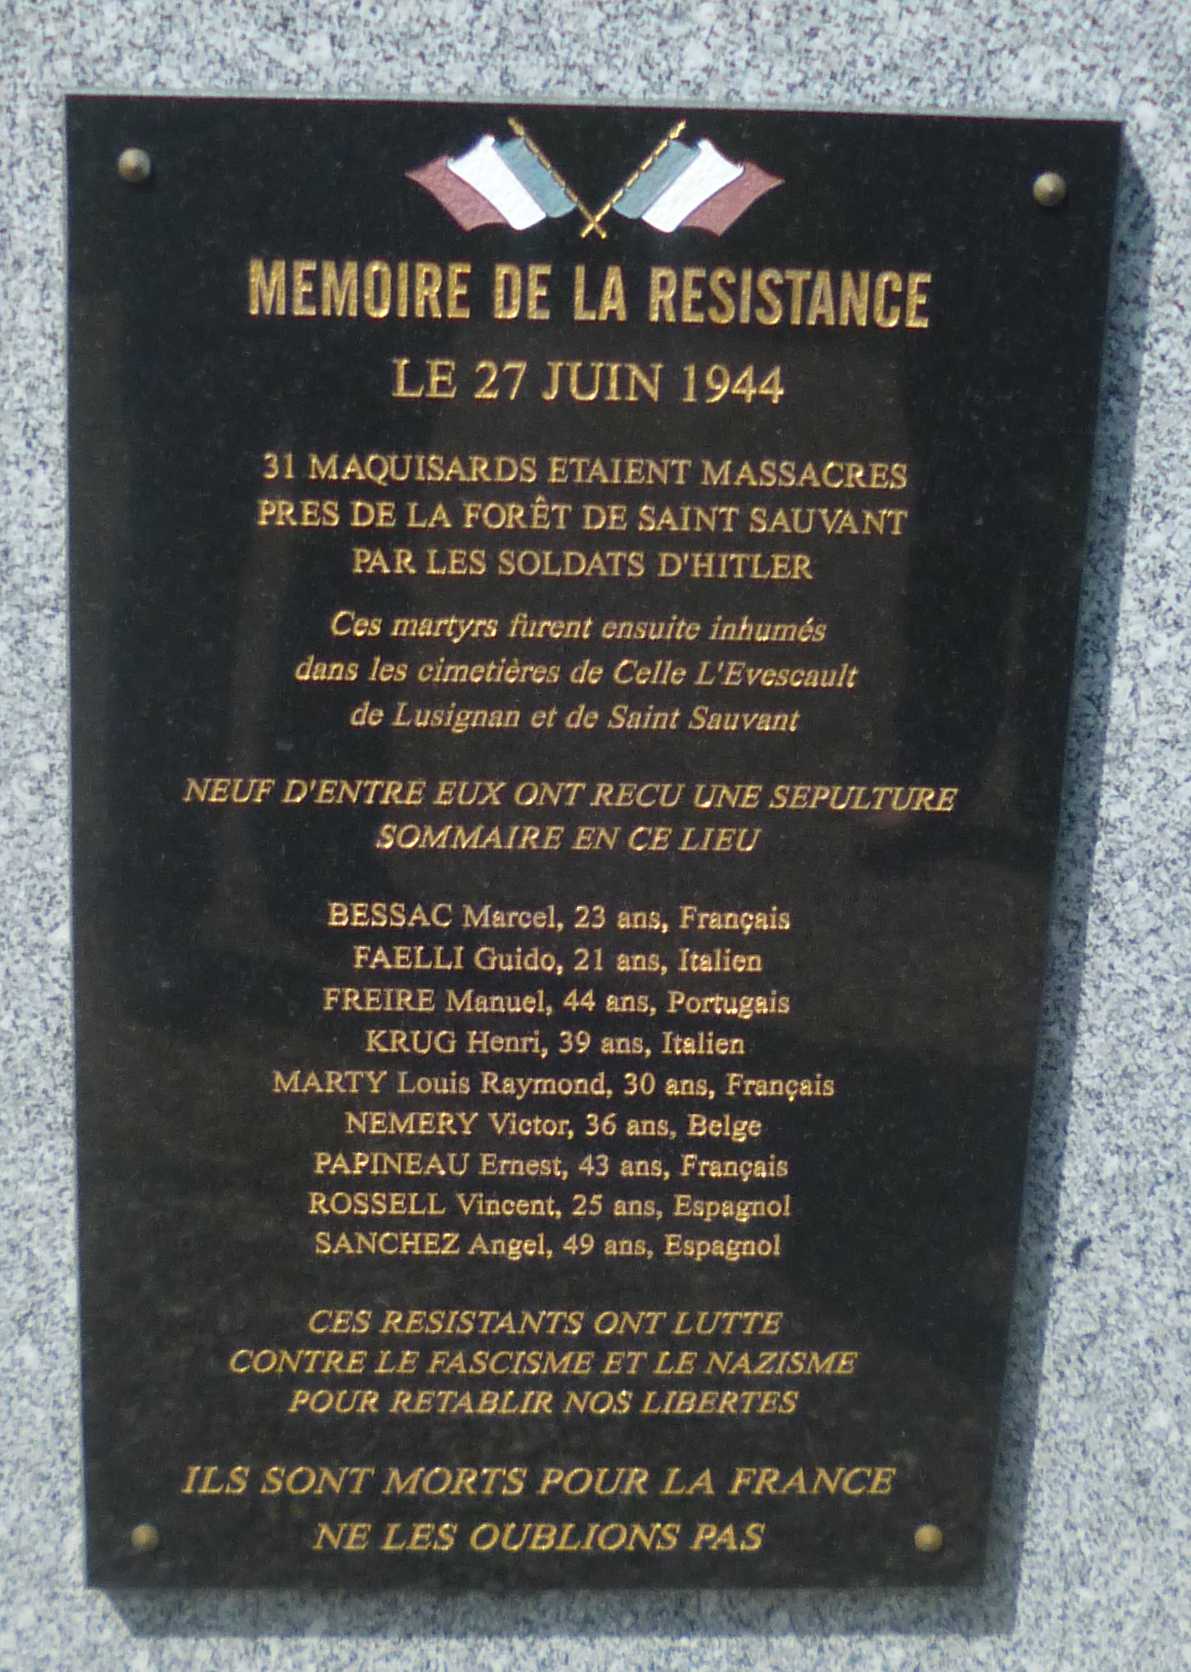 MEMOIRE DE LA RESISTANCE
LE 27 JUIN 1944
31 MAQUISARDS ETAIENT MASSACRES
PRES DE LA FORÊT DE SAINT SAUVANT
PAR LES SOLDATS D'HITLER
Ces martyrs furent ensuite inhumés
dans les cimetières de Celle L'Evescault
de Lusignan et de Saint Sauvant
NEUF D'ENTRE EUX ONT RECU UNE SEPULTURE
SOMMAIRE EN CE LIEU
BESSAC Marcel, 23 ans, Français
FAELLI Guido, 21 ans, Italien
FREIRE Manuel, 44 ans, Portugais
KRUG Henri, 39 ans, Italien
MARTY Louis Raymond, 30 ans, Français
NEMERY Victor, 36 ans, Belge
PAPINEAU Ernest, 43 ans, Français
ROSSELL Vincent, 25 ans, Espagnol
SANCHEZ Angel, 49 ans, Espagnol
CES RESISTANTS ONT LUTTE
CONTRE LE FASCISME ET LE NAZISME
POUR RETABLIR NOS LIBERTES
ILS SONT MORTS POUR LA FRANCE
NE LES OUBLIONS PAS